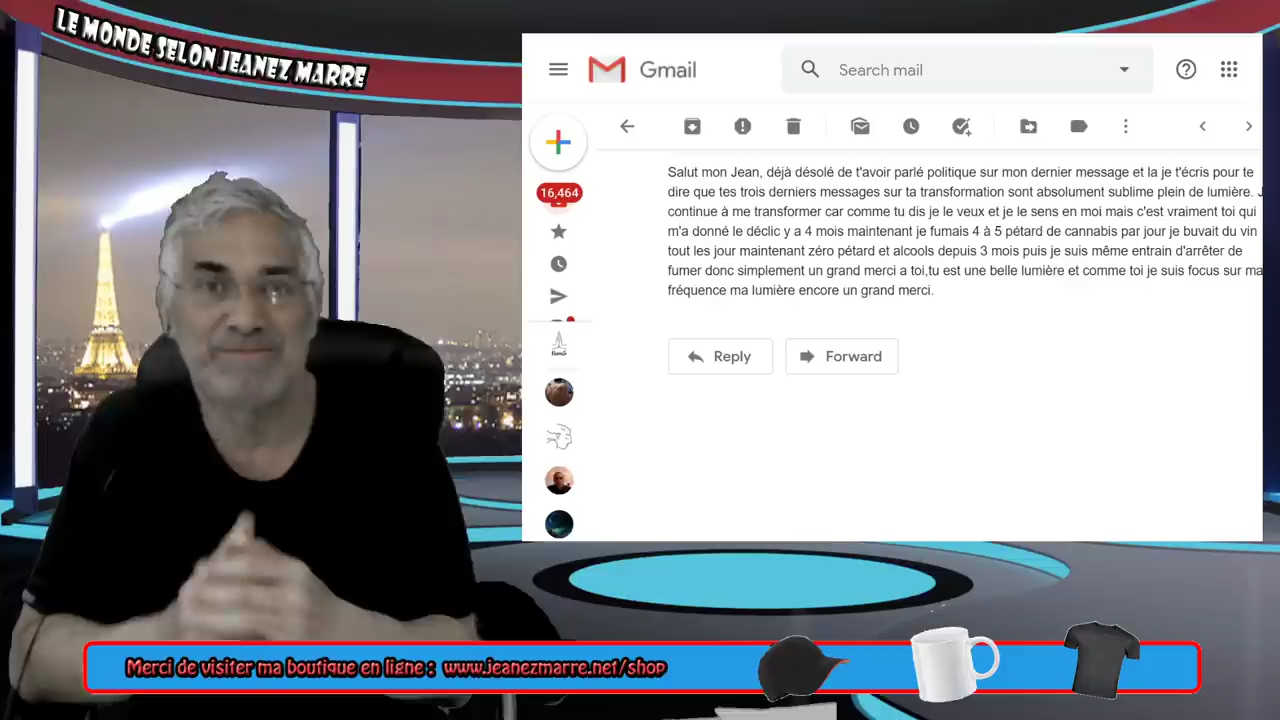 LE MONDE SELON JEANEZ MARRE
Gmail
Search mail
16,464
Salut mon Jean, déjà désolé de t'avoir parlé politique sur mon dernier message et la je t'écris pour te
dire que tes trois derniers messages sur ta transformation sont absolument sublime plein de lumière. J
continue à me transformer car comme tu dis je le veux et je le sens en moi mais c'est vraiment toi qui
m'a donné le déclic y a 4 mois maintenant je fumais 4 à 5 pétard de cannabis par jour je buvait du vin
tout les jour maintenant zéro pétard et alcools depuis 3 mois puis je suis même entrain d'arrêter de
fumer donc simplement un grand merci a toi,tu est une belle lumière et comme toi je suis focus sur ma
fréquence ma lumière encore un grand merci.
Reply
Forward
Merci de visiter ma boutique en ligne : www.jeanezmarre.net/shop